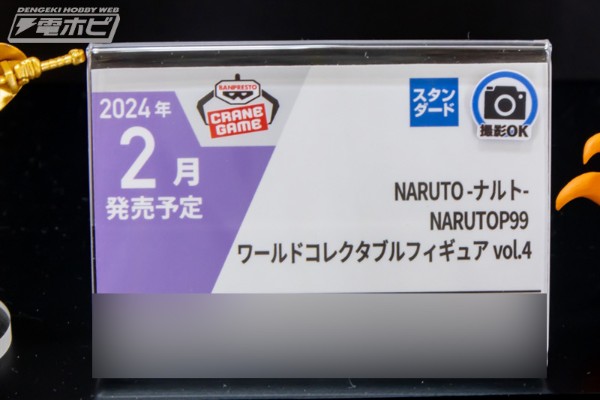 DENGEKI HOBBY WEB
電ホビ
2024年
2月
発売予定
BANPRESTO
CRANE
GAME
スタン
ダード
撮影OK
NARUTO -ナルト-
NARUTOP99
ワールドコレクタブルフィギュア vol.4